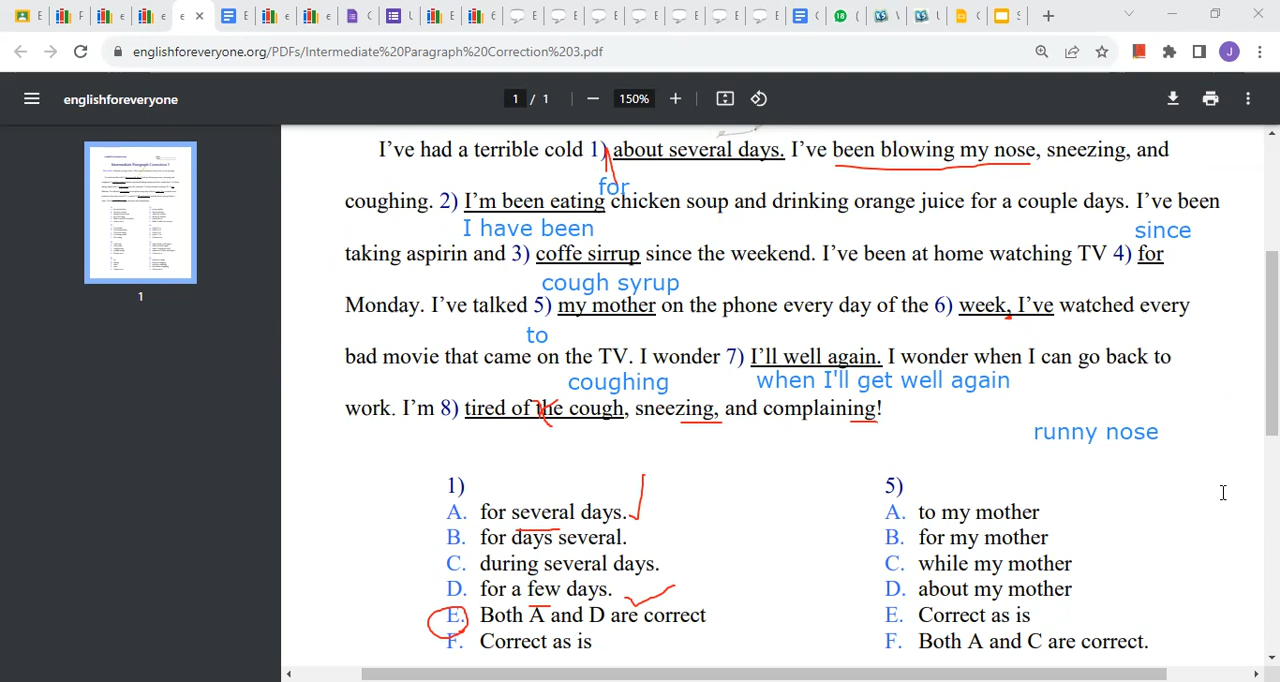 englishforeveryone.org/PDFs/Intermediate%20Paragraph%20Correction%203.pdf
englishforeveryone
1 / 1
150%
I've had a terrible cold 1) about several days. I've been blowing my nose, sneezing, and
for
coughing. 2) I'm been eating chicken soup and drinking orange juice for a couple days. I've been
I have been
since
taking aspirin and 3) coffe sirrup since the weekend. I've been at home watching TV 4) for
cough syrup
Monday. I've talked 5) my mother on the phone every day of the 6) week, I've watched every
to
bad movie that came on the TV. I wonder 7) I'll well again. I wonder when I can go back to
coughing
when I'll get well again
work. I'm 8) tired of the cough, sneezing, and complaining!
runny nose
1)
A. for several days.
B. for days several.
C. during several days.
D. for a few days.
E. Both A and D are correct
F. Correct as is
5)
A. to my mother
B. for my mother
C. while my mother
D. about my mother
E. Correct as is
F. Both A and C are correct.
1